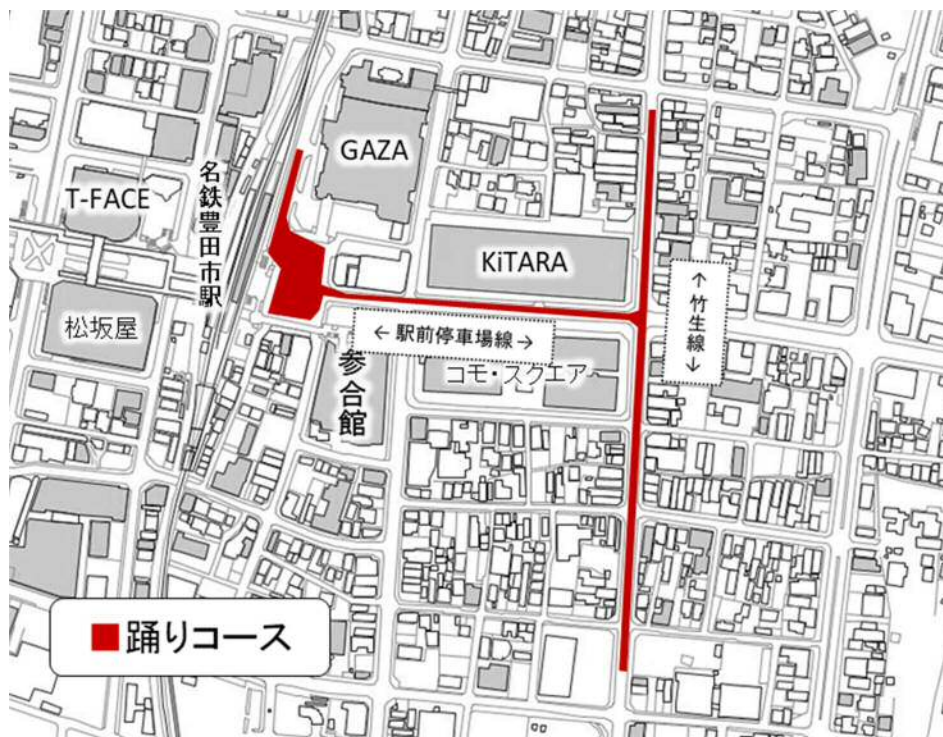 GAZA
T-FACE
名鉄豊田市駅
KiTARA
↑竹生線↓
松坂屋
←駅前停車場線→
コモ・スクエア
参合館
■踊りコース